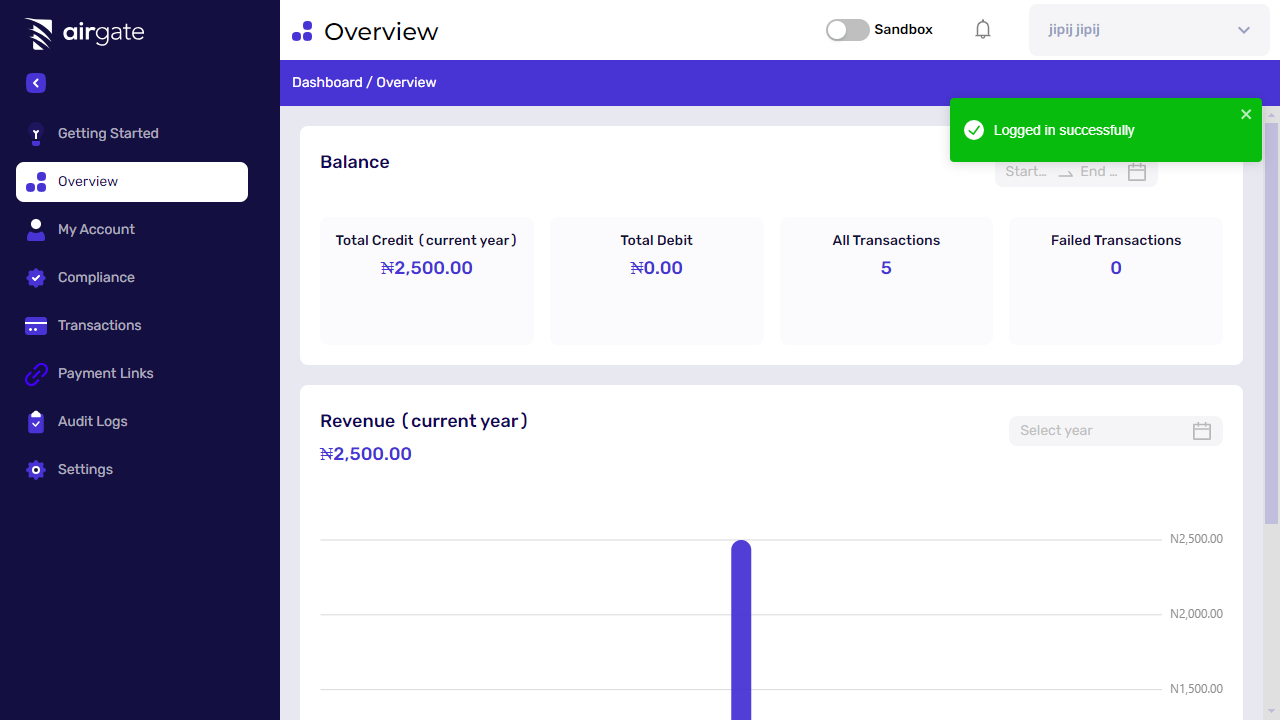 airgate
Overview
Sandbox
jipij jipij
Dashboard / Overview
Logged in successfully
Getting Started
Overview
My Account
Compliance
Transactions
Payment Links
Audit Logs
Settings
Balance
Start...
End ...
Total Credit (current year)
₦2,500.00
Total Debit
₦0.00
All Transactions
5
Failed Transactions
0
Revenue (current year)
₦2,500.00
Select year
N2,500.00
N2,000.00
N1,500.00